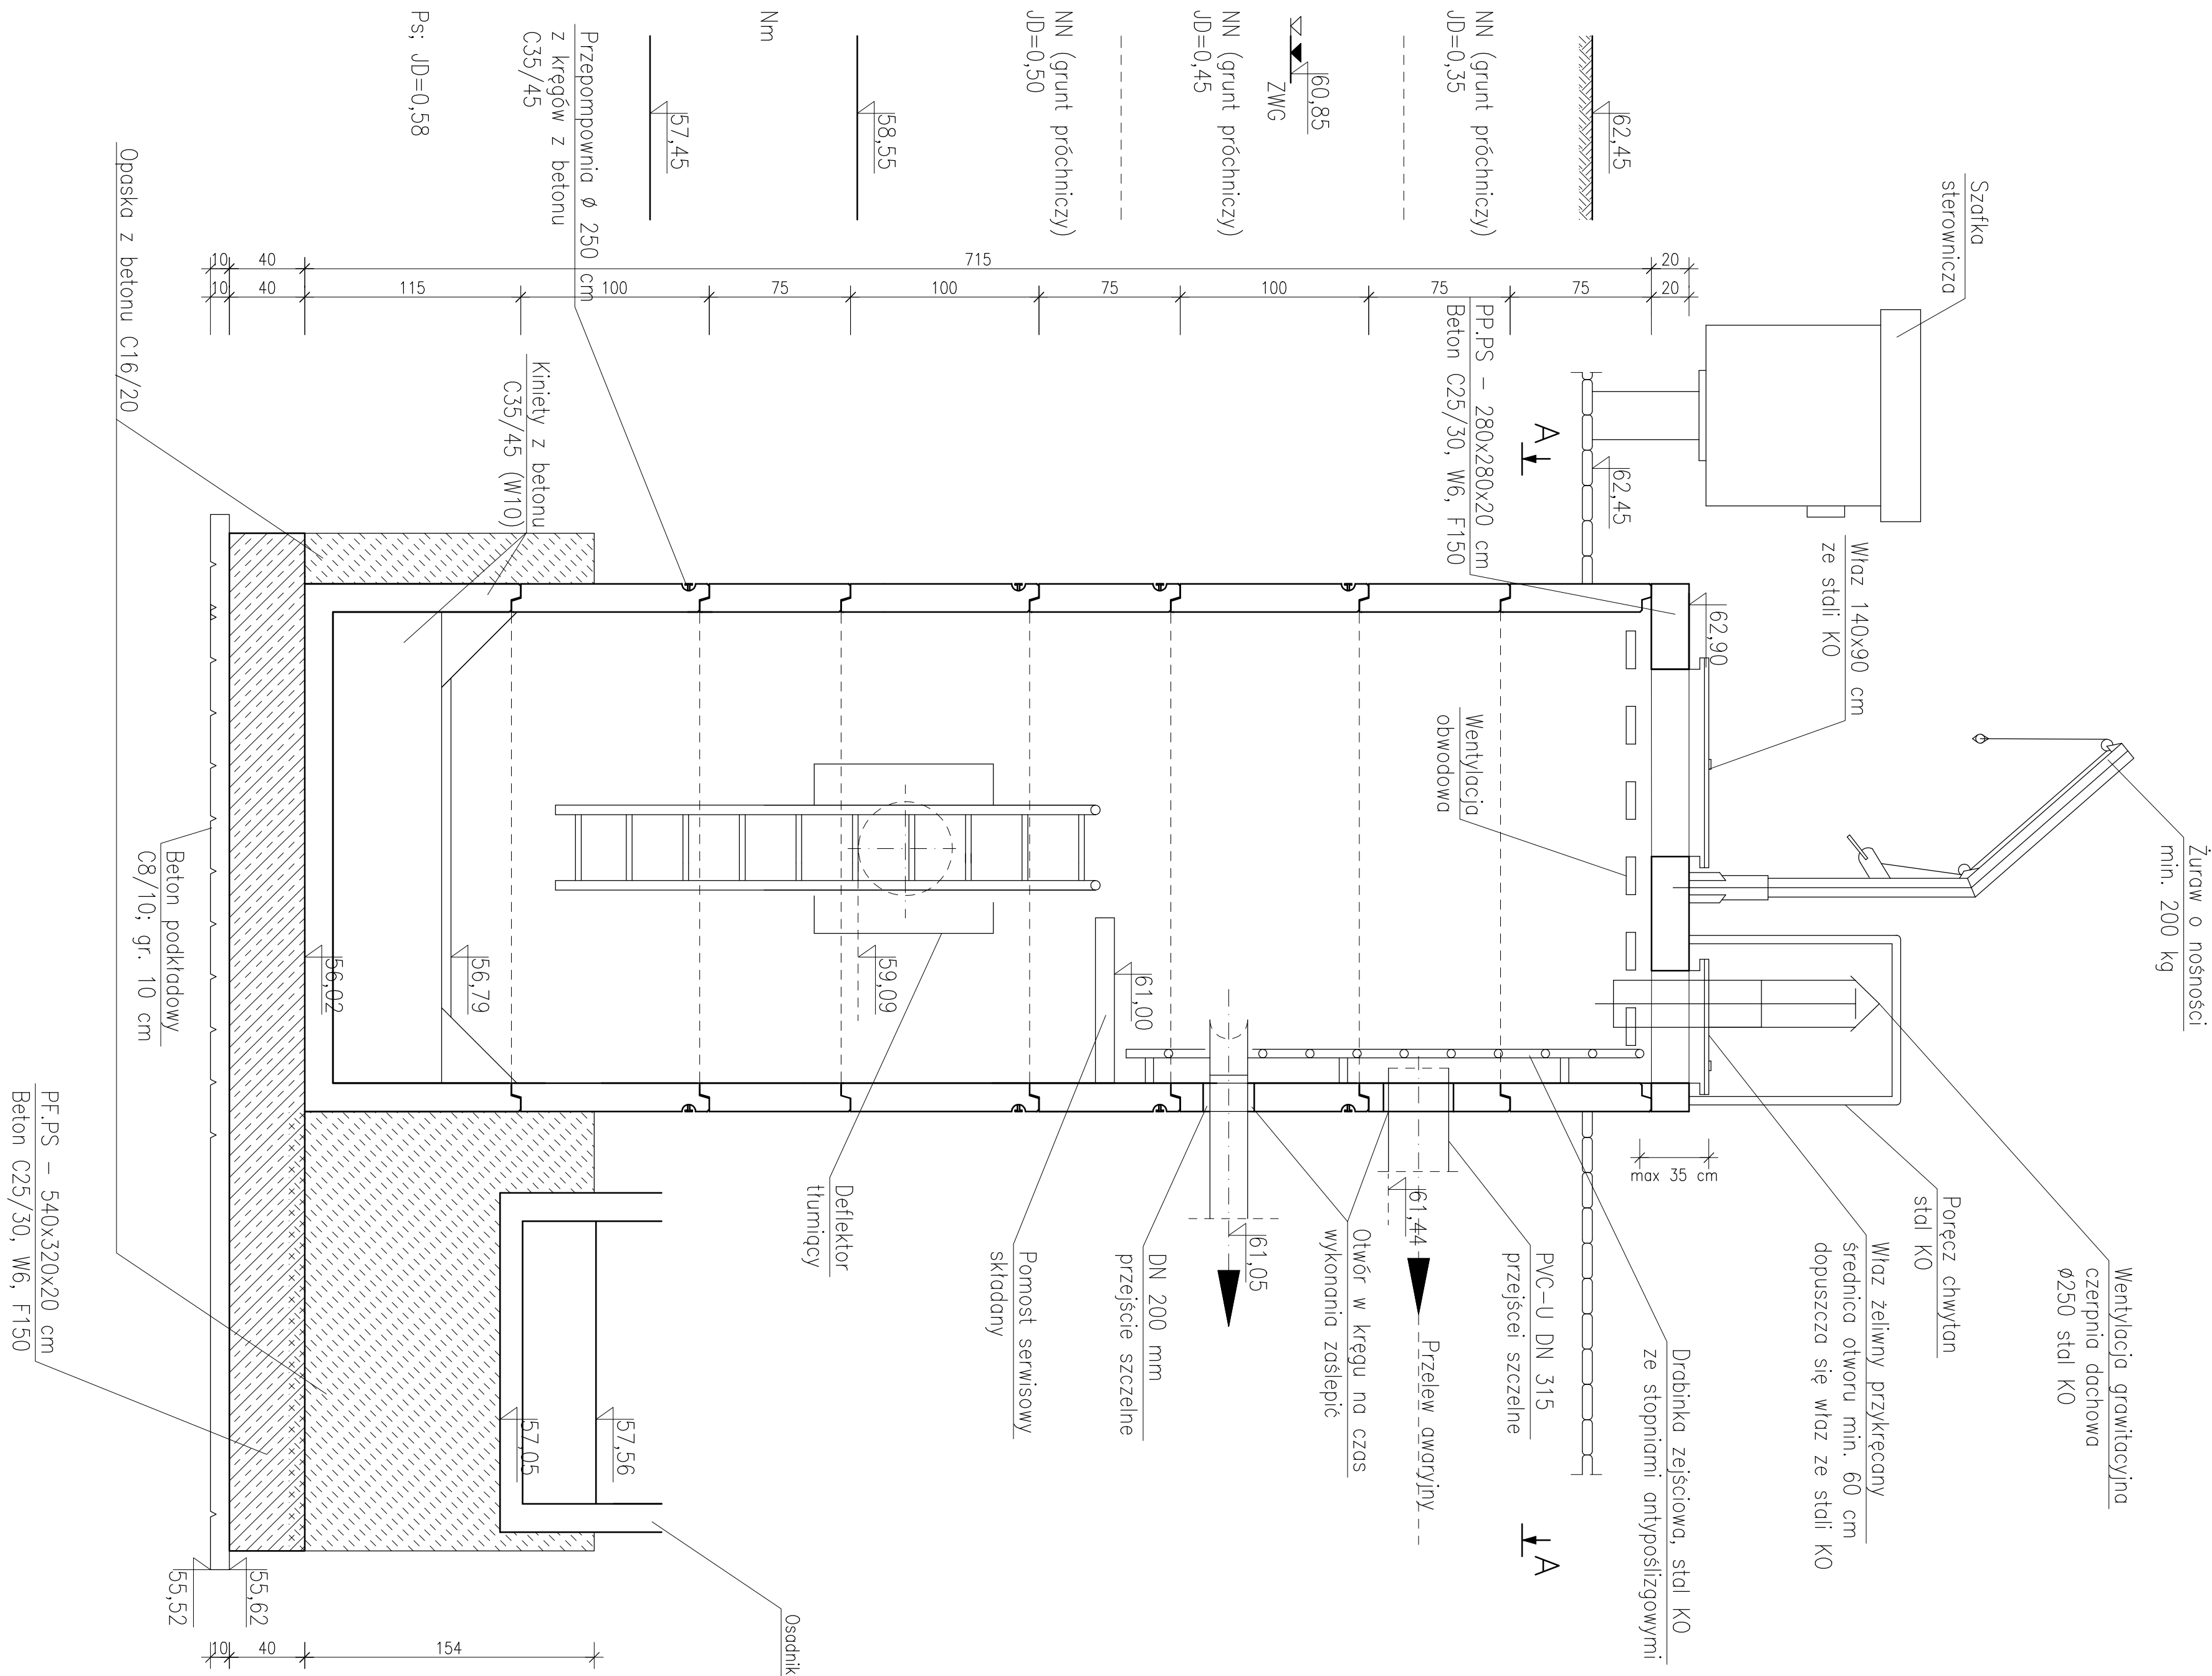 Żuraw o nośności
min. 200 kg
Wentylacja grawitacyjna
czerpnia dachowa
ø250 stal KO
Szafka
sterownicza
Poręcz chwytan
stal KO
Właz 140x90 cm
ze stali KO
Właz żeliwny przykręcany
średnica otworu min. 60 cm
dopuszcza się właz ze stali KO
62,90
max 35 cm
62,45
62,45
Drabinka zejściowa, stal KO
ze stopniami antypoślizgowymi
A
A
PVC-U DN 315
przejściei szczelne
NN (grunt próchniczy)
JD=0,35
PP.PS - 280x280x20 cm
Beton C25/30, W6, F150
Wentylacja
obwodowa
61,44
Przelew awaryjny
Otwór w kręgu na czas
wykonania zaślepić
60,85
ZWG
61,05
NN (grunt próchniczy)
JD=0,45
DN 200 mm
przejście szczelne
61,00
Pomost serwisowy
składany
NN (grunt próchniczy)
JD=0,50
58,55
59,09
Deflektor
tłumiący
Nm
57,45
Osadnik
Przepompownia ø 250 cm
z kręgów z betonu
C35/45
57,56
57,05
Kiniety z betonu
C35/45 (W10)
56,79
Ps; JD=0,58
56,02
55,62
55,52
Beton podkładowy
C8/10; gr. 10 cm
Opaska z betonu C16/20
PF.PS - 540x320x20 cm
Beton C25/30, W6, F150
10
40
715
20
10
40
115
100
75
100
75
100
75
75
20
10
40
154